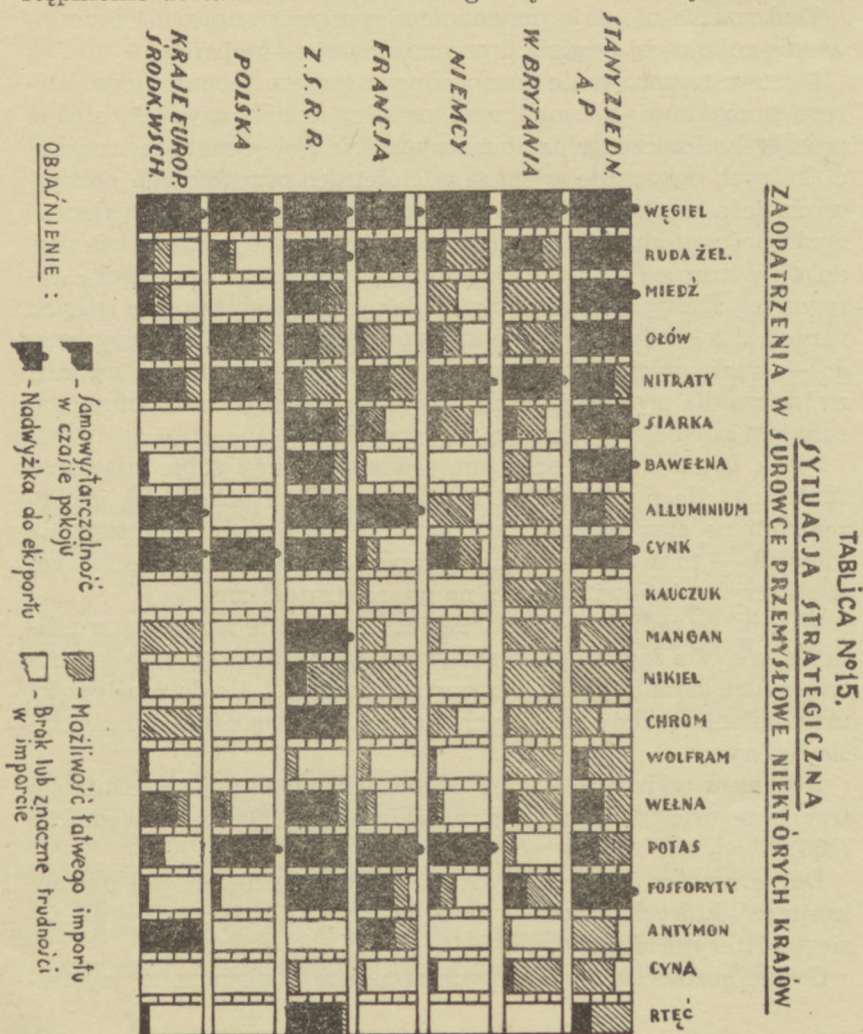 TABLICA Nº15.
SYTUACJA STRATEGICZNA
ZAOPATRZENIA W SUROWCE PRZEMYSŁOWE NIEKTÓRYCH KRAJÓW
STANY ZJEDN.
A.P
W. BRYTANIA
NIEMCY
FRANCJA
Z.S.R.R.
POLSKA
KRAJE EUROP.
ŚRODK.WSCH.
WĘGIEL
RUDA ŻEL.
MIEDŹ
OŁÓW
NITRATY
SIARKA
BAWEŁNA
ALLUMINIUM
CYNK
KAUCZUK
MANGAN
NIKIEL
CHROM
WOLFRAM
WEŁNA
POTAS
FOSFORYTY
ANTYMON
CYNA
RTĘĆ
OBJAŚNIENIE :
- Samowystarczalność
w czasie pokoju
- Nadwyżka do eksportu
- Możliwość łatwego importu
- Brak lub znaczne trudności
w imporcie